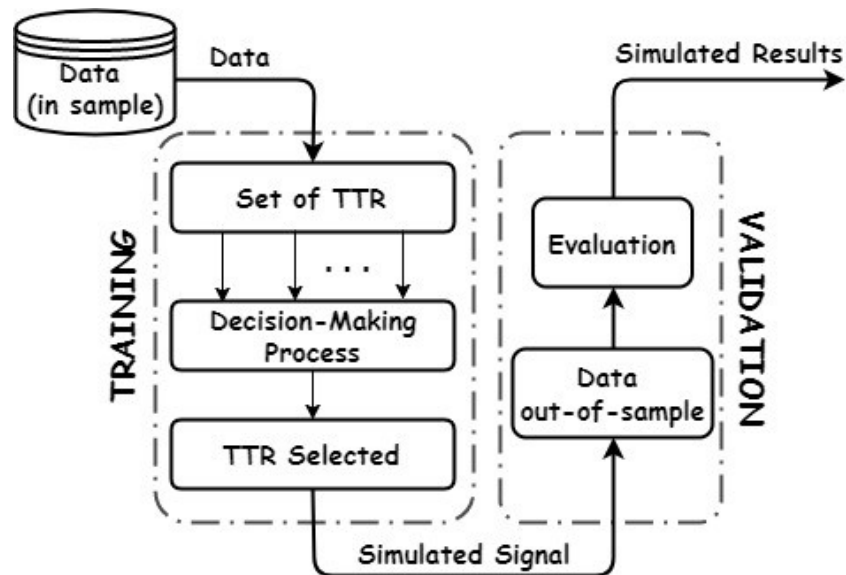 Data
(in sample)
Data
TRAINING
Set of TTR
...
Decision-Making
Process
TTR Selected
Simulated Signal
Simulated Results
VALIDATION
Evaluation
Data
out-of-sample